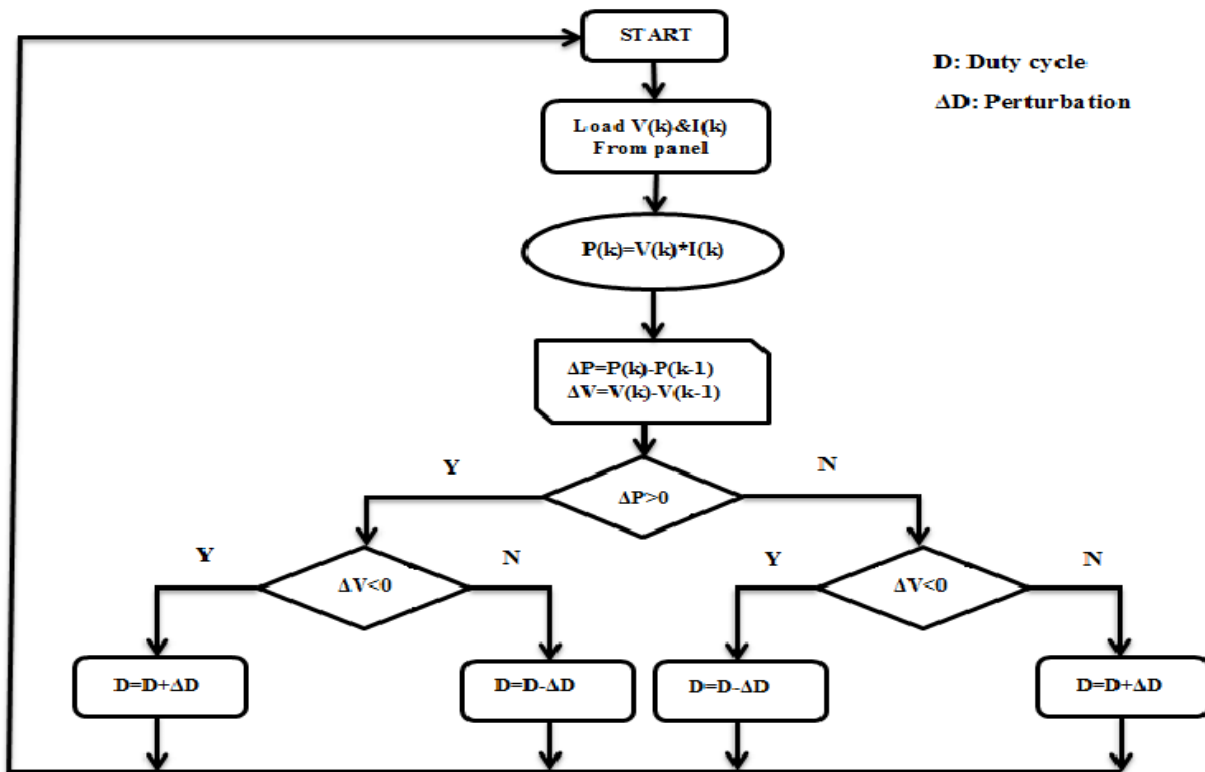 START
D: Duty cycle
ΔD: Perturbation
Load V(k)&I(k)
From panel
P(k)=V(k)*I(k)
ΔP=P(k)-P(k-1)
ΔV=V(k)-V(k-1)
Y
N
ΔP>0
Y
N
Y
N
ΔV<0
ΔV<0
D=D+ΔD
D=D-ΔD
D=D-ΔD
D=D+ΔD